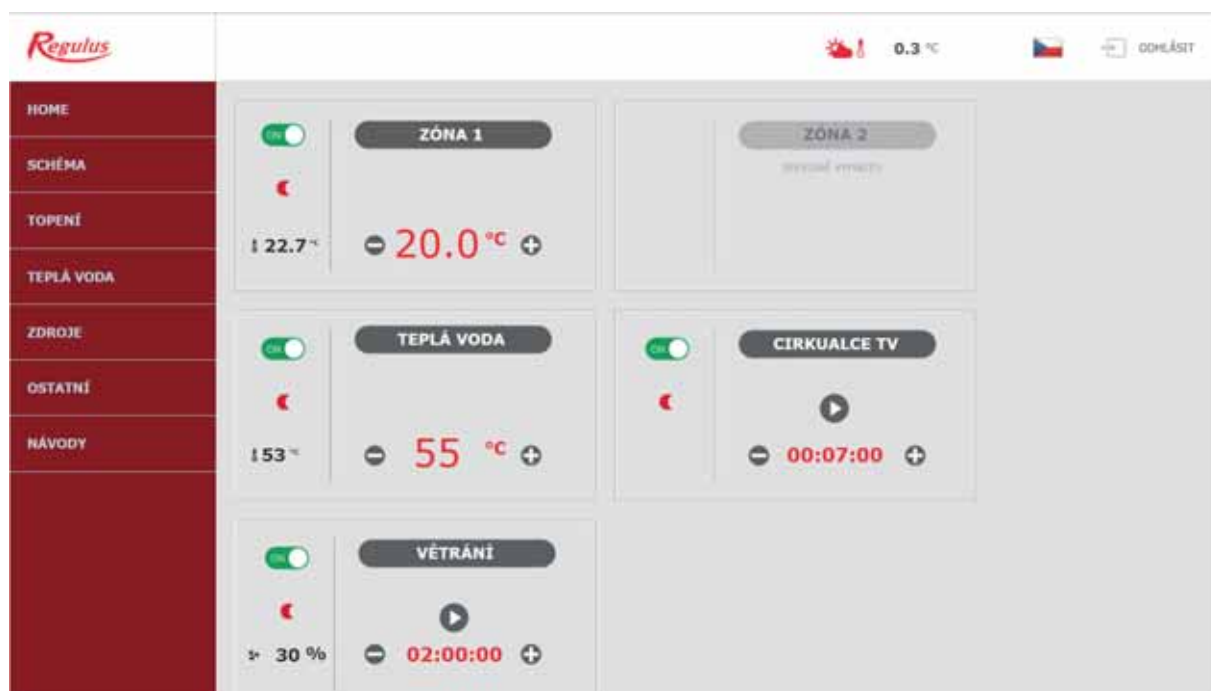 Regulus
0.3 °C
ODHLÁSIT
HOME
SCHÉMA
TOPENÍ
TEPLÁ VODA
ZDROJE
OSTATNÍ
NÁVODY
ON
ZÓNA 1
22.7 °C
20.0 °C
ZÓNA 2
ON
TEPLÁ VODA
53 °C
55 °C
ON
CIRKUALCE TV
00:07:00
ON
VĚTRÁNÍ
30 %
02:00:00